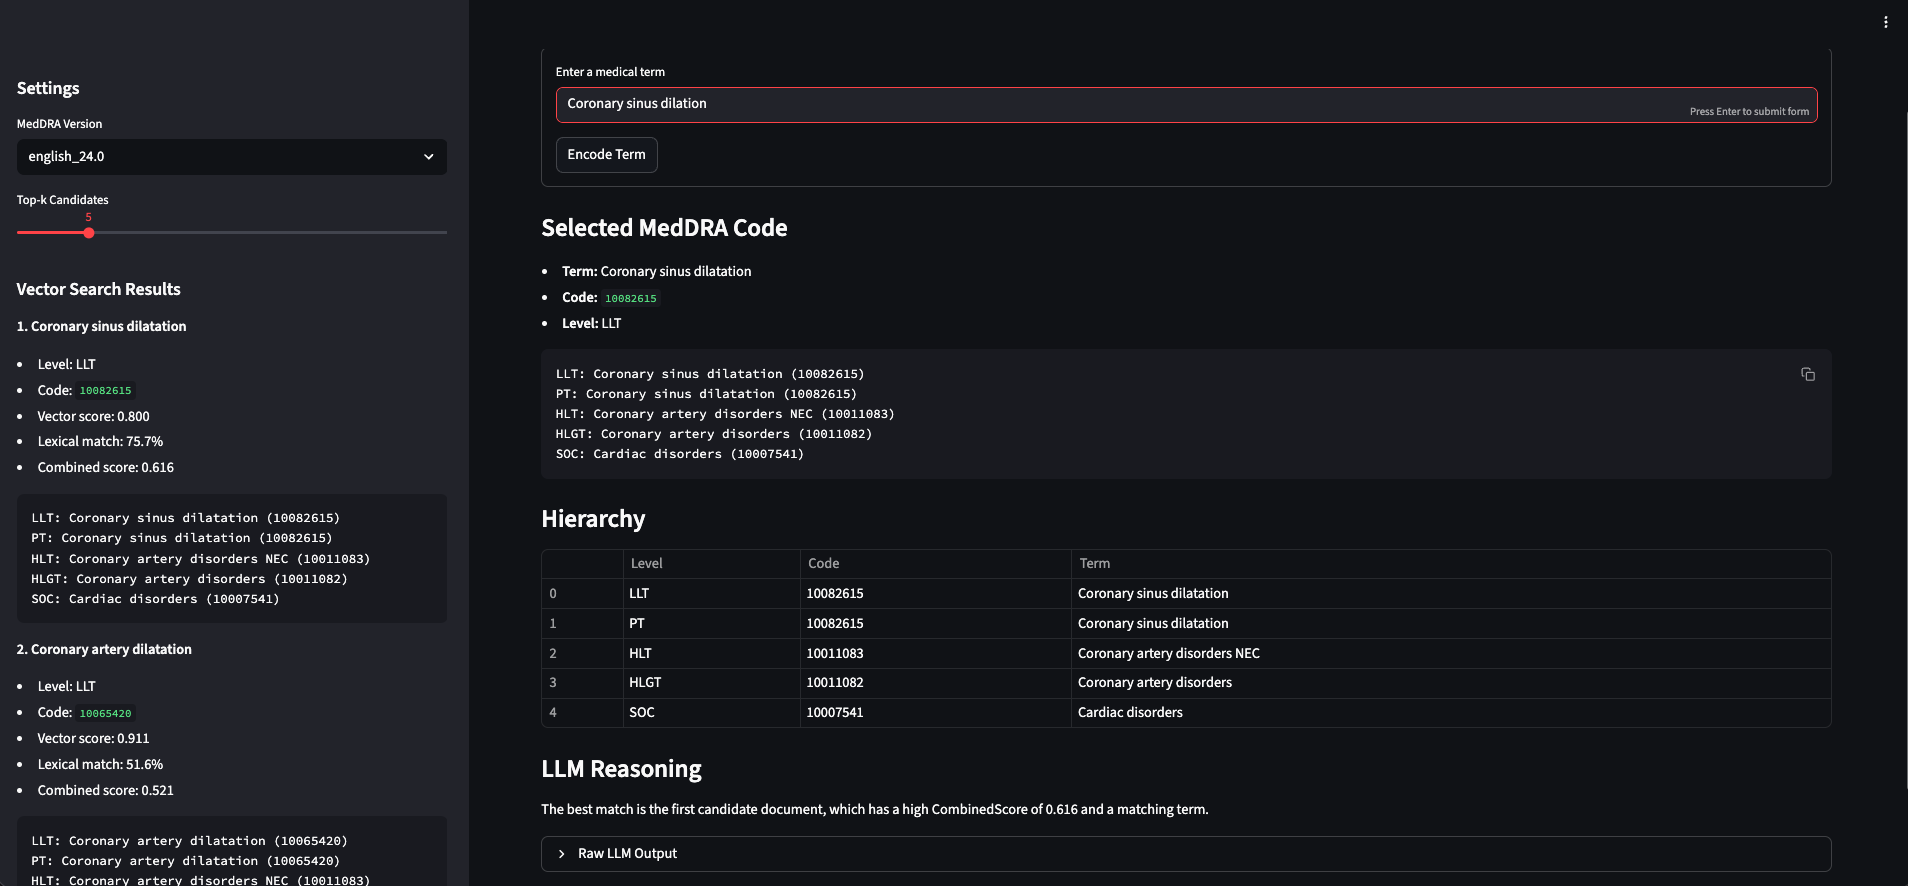 Settings
MedDRA Version
english_24.0
Top-k Candidates
5
Vector Search Results
1. Coronary sinus dilatation
Level: LLT
Code: 10082615
Vector score: 0.800
Lexical match: 75.7%
Combined score: 0.616
LLT: Coronary sinus dilatation (10082615)
PT: Coronary sinus dilatation (10082615)
HLT: Coronary artery disorders NEC (10011083)
HLGT: Coronary artery disorders (10011082)
SOC: Cardiac disorders (10007541)
2. Coronary artery dilatation
Level: LLT
Code: 10065420
Vector score: 0.911
Lexical match: 51.6%
Combined score: 0.521
LLT: Coronary artery dilatation (10065420)
PT: Coronary artery dilatation (10065420)
HLT: Coronary artery disorders NEC (10011083)
Enter a medical term
Coronary sinus dilation
Press Enter to submit form
Encode Term
Selected MedDRA Code
Term: Coronary sinus dilatation
Code: 10082615
Level: LLT
LLT: Coronary sinus dilatation (10082615)
PT: Coronary sinus dilatation (10082615)
HLT: Coronary artery disorders NEC (10011083)
HLGT: Coronary artery disorders (10011082)
SOC: Cardiac disorders (10007541)
Hierarchy
Level Code Term
0 LLT 10082615 Coronary sinus dilatation
1 PT 10082615 Coronary sinus dilatation
2 HLT 10011083 Coronary artery disorders NEC
3 HLGT 10011082 Coronary artery disorders
4 SOC 10007541 Cardiac disorders
LLM Reasoning
The best match is the first candidate document, which has a high CombinedScore of 0.616 and a matching term.
Raw LLM Output